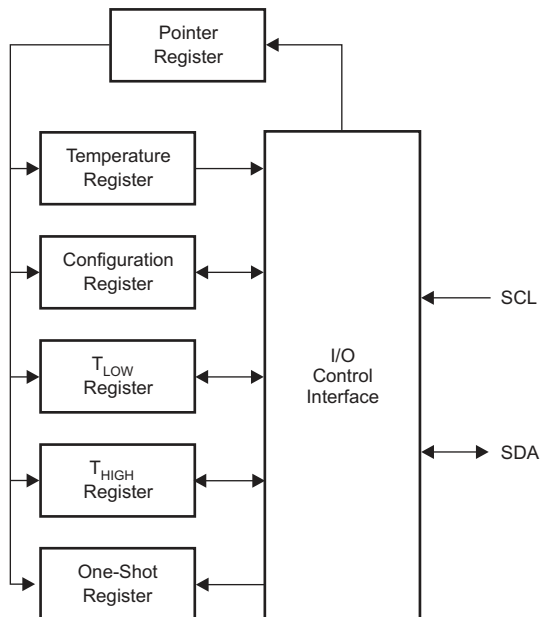 Pointer
Register
Temperature
Register
Configuration
Register
SCL
T_LOW
Register
I/O
Control
Interface
T_HIGH
Register
SDA
One-Shot
Register